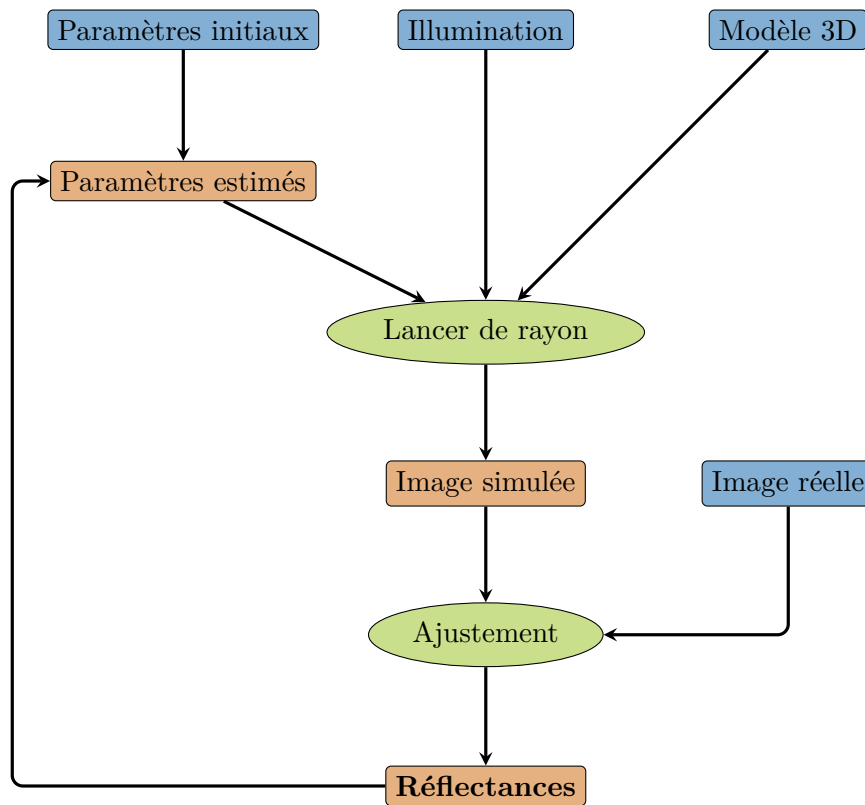 Paramètres initiaux
Illumination
Modèle 3D
Paramètres estimés
Lancer de rayon
Image simulée
Image réelle
Ajustement
Réflectances